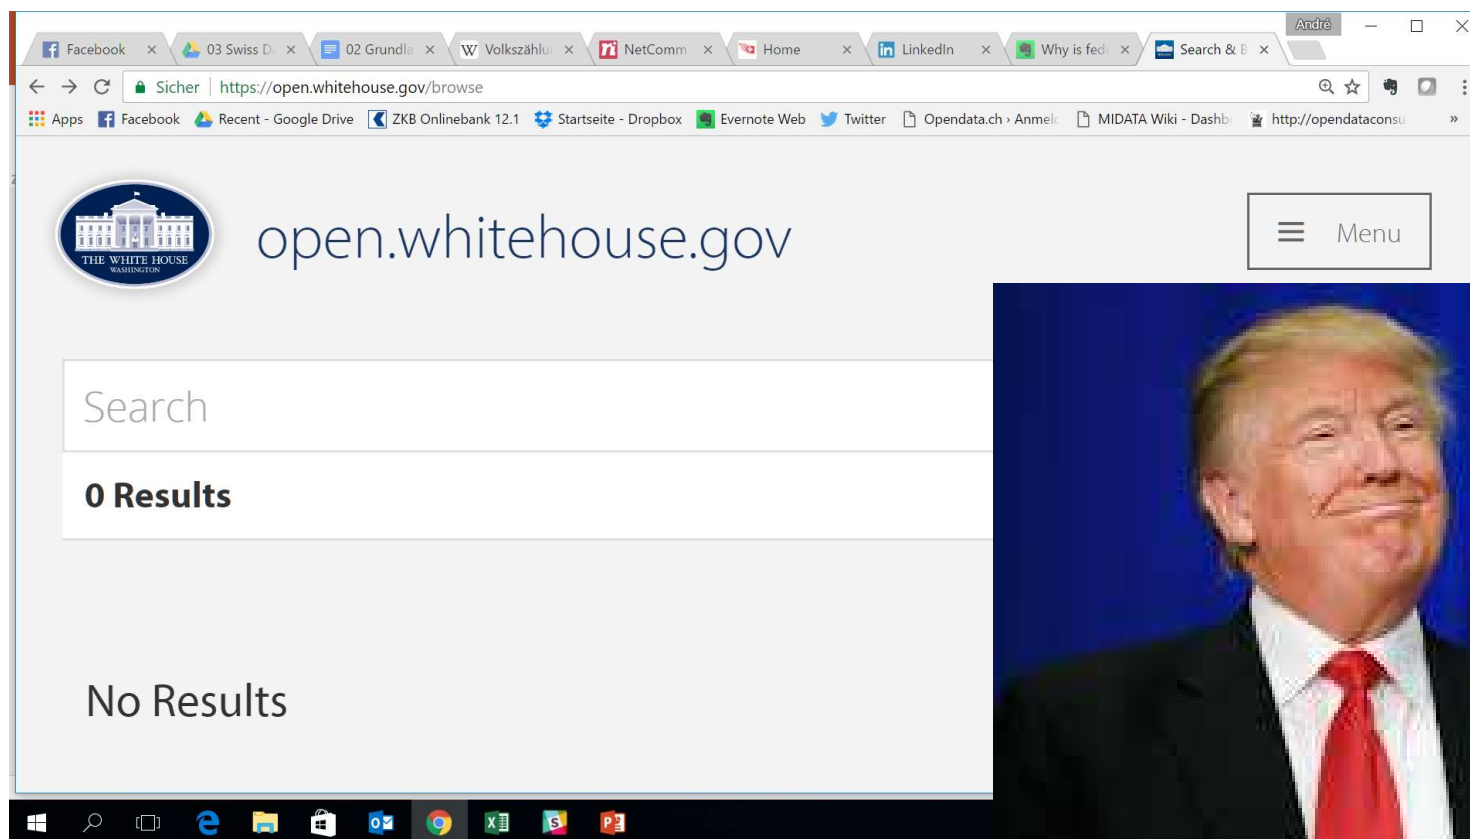 André
Facebook 03 Swiss D 02 Grundla Volkszählu NetComm Home LinkedIn Why is fede Search & B
Sicher https://open.whitehouse.gov/browse
Apps Facebook Recent - Google Drive ZKB Onlinebank 12.1 Startseite - Dropbox Evernote Web Twitter Opendata.ch › Anmel MIDATA Wiki - Dashb http://opendataconsu »
THE WHITE HOUSE
WASHINGTON
open.whitehouse.gov
Menu
Search
0 Results
No Results